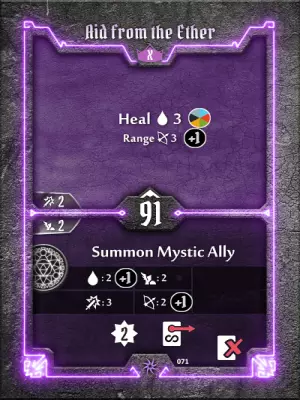 Aid from the Ether
X
Heal 3
Range 3 +1
2
91
2
Summon Mystic Ally
: 2 +1 : 2
: 3 : 2 +1
2
071